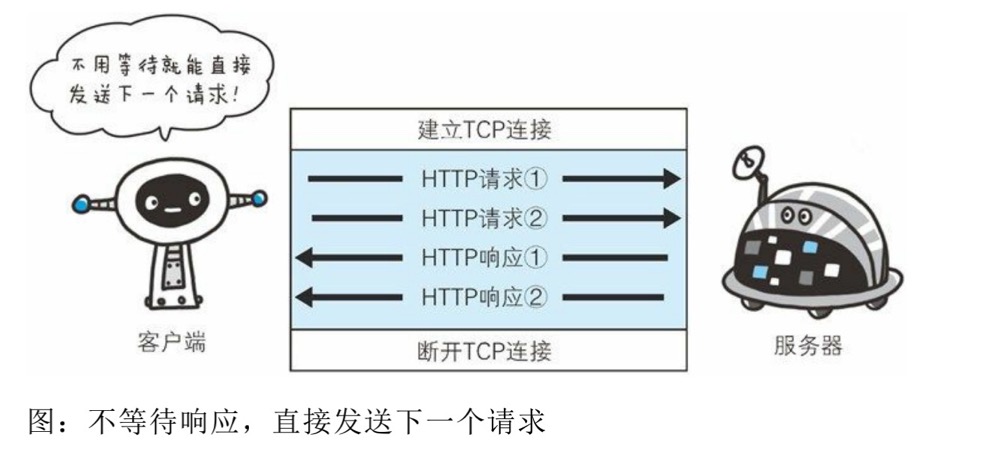 不用等待就能直接
发送下一个请求!
建立TCP连接
HTTP请求①
HTTP请求②
HTTP响应①
HTTP响应②
断开TCP连接
客户端
服务器
图：不等待响应，直接发送下一个请求